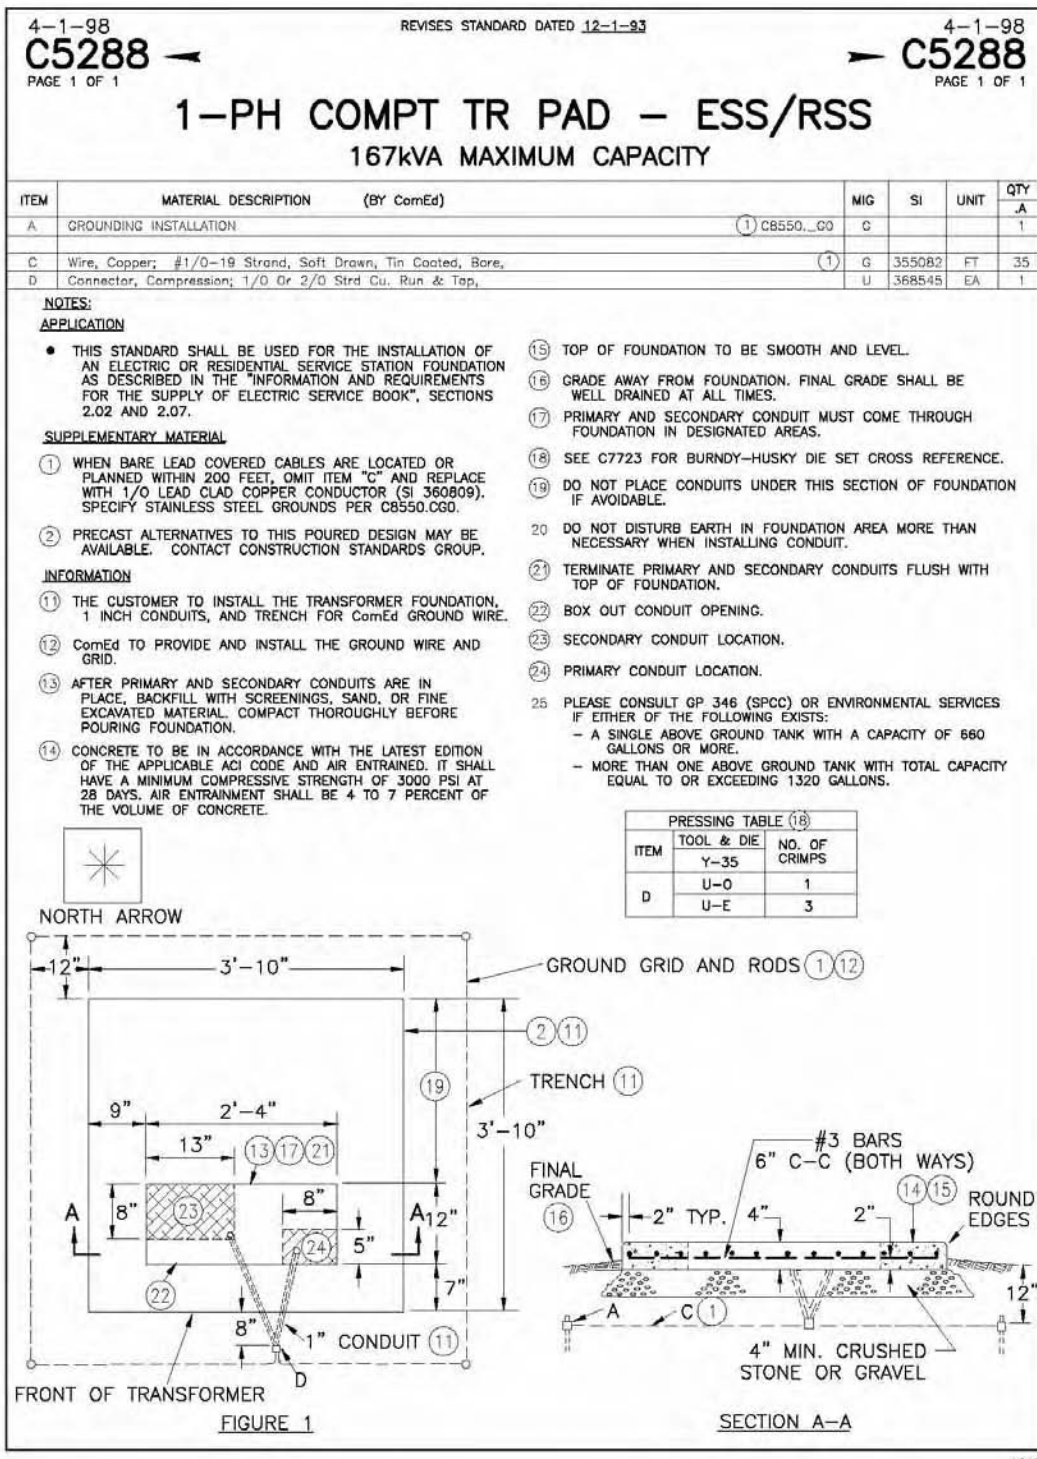 4-1-98
REVISES STANDARD DATED 12-1-93
4-1-98
C5288
C5288
PAGE 1 OF 1
PAGE 1 OF 1
1-PH COMPT TR PAD - ESS/RSS
167kVA MAXIMUM CAPACITY
ITEM MATERIAL DESCRIPTION (BY ComEd) MIG SI UNIT QTY
.A
A GROUNDING INSTALLATION 1 C8550._G0 G 1
C Wire, Copper; #1/0-19 Strand, Soft Drawn, Tin Coated, Bare, 1 G 355082 FT 35
D Connector, Compression; 1/0 Or 2/0 Strd Cu. Run & Tap, U 368545 EA 1
NOTES:
APPLICATION
• THIS STANDARD SHALL BE USED FOR THE INSTALLATION OF
AN ELECTRIC OR RESIDENTIAL SERVICE STATION FOUNDATION
AS DESCRIBED IN THE "INFORMATION AND REQUIREMENTS
FOR THE SUPPLY OF ELECTRIC SERVICE BOOK", SECTIONS
2.02 AND 2.07.
SUPPLEMENTARY MATERIAL
1 WHEN BARE LEAD COVERED CABLES ARE LOCATED OR
PLANNED WITHIN 200 FEET, OMIT ITEM "C" AND REPLACE
WITH 1/0 LEAD CLAD COPPER CONDUCTOR (SI 360809).
SPECIFY STAINLESS STEEL GROUNDS PER C8550.CG0.
2 PRECAST ALTERNATIVES TO THIS POURED DESIGN MAY BE
AVAILABLE. CONTACT CONSTRUCTION STANDARDS GROUP.
INFORMATION
11 THE CUSTOMER TO INSTALL THE TRANSFORMER FOUNDATION,
1 INCH CONDUITS, AND TRENCH FOR ComEd GROUND WIRE.
12 ComEd TO PROVIDE AND INSTALL THE GROUND WIRE AND
GRID.
13 AFTER PRIMARY AND SECONDARY CONDUITS ARE IN
PLACE, BACKFILL WITH SCREENINGS, SAND, OR FINE
EXCAVATED MATERIAL. COMPACT THOROUGHLY BEFORE
POURING FOUNDATION.
14 CONCRETE TO BE IN ACCORDANCE WITH THE LATEST EDITION
OF THE APPLICABLE ACI CODE AND AIR ENTRAINED. IT SHALL
HAVE A MINIMUM COMPRESSIVE STRENGTH OF 3000 PSI AT
28 DAYS. AIR ENTRAINMENT SHALL BE 4 TO 7 PERCENT OF
THE VOLUME OF CONCRETE.
15 TOP OF FOUNDATION TO BE SMOOTH AND LEVEL.
16 GRADE AWAY FROM FOUNDATION. FINAL GRADE SHALL BE
WELL DRAINED AT ALL TIMES.
17 PRIMARY AND SECONDARY CONDUIT MUST COME THROUGH
FOUNDATION IN DESIGNATED AREAS.
18 SEE C7723 FOR BURNDY-HUSKY DIE SET CROSS REFERENCE.
19 DO NOT PLACE CONDUITS UNDER THIS SECTION OF FOUNDATION
IF AVOIDABLE.
20 DO NOT DISTURB EARTH IN FOUNDATION AREA MORE THAN
NECESSARY WHEN INSTALLING CONDUIT.
21 TERMINATE PRIMARY AND SECONDARY CONDUITS FLUSH WITH
TOP OF FOUNDATION.
22 BOX OUT CONDUIT OPENING.
23 SECONDARY CONDUIT LOCATION.
24 PRIMARY CONDUIT LOCATION.
25 PLEASE CONSULT GP 346 (SPCC) OR ENVIRONMENTAL SERVICES
IF EITHER OF THE FOLLOWING EXISTS:
- A SINGLE ABOVE GROUND TANK WITH A CAPACITY OF 660
GALLONS OR MORE.
- MORE THAN ONE ABOVE GROUND TANK WITH TOTAL CAPACITY
EQUAL TO OR EXCEEDING 1320 GALLONS.
PRESSING TABLE 18
ITEM TOOL & DIE NO. OF CRIMPS
Y-35
D U-O 1
U-E 3
NORTH ARROW
12"
3'-10"
GROUND GRID AND RODS 1 12
2 11
19
TRENCH 11
9"
2'-4"
3'-10"
13"
13 17 21
8"
A
8"
23
A
12"
24
5"
22
7"
8"
1" CONDUIT 11
D
FRONT OF TRANSFORMER
FIGURE 1
#3 BARS
6" C-C (BOTH WAYS)
FINAL
GRADE
16
14 15
ROUND
EDGES
2" TYP.
4"
2"
12"
A
C 1
4" MIN. CRUSHED
STONE OR GRAVEL
SECTION A-A